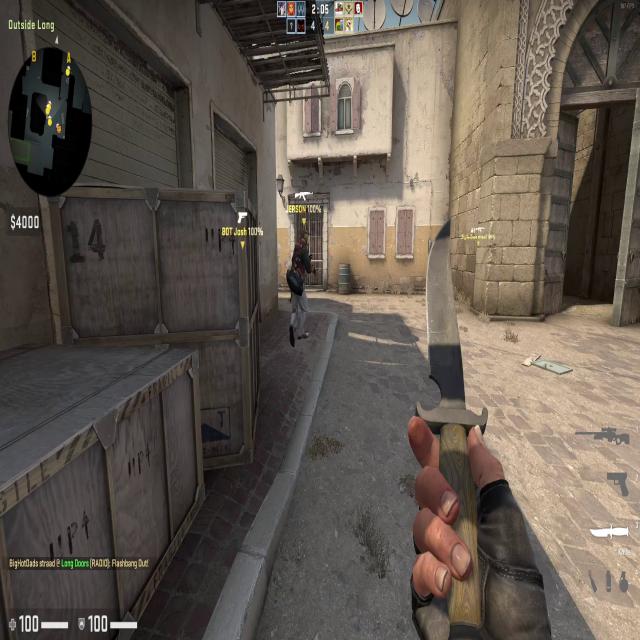 2:05
4 4
Outside Long
B A
$4000
14
JERSON 100%
BOT Josh 100%
BigHotDads straad @ Long Doors (RADIO): Flashbang Out!
100 100